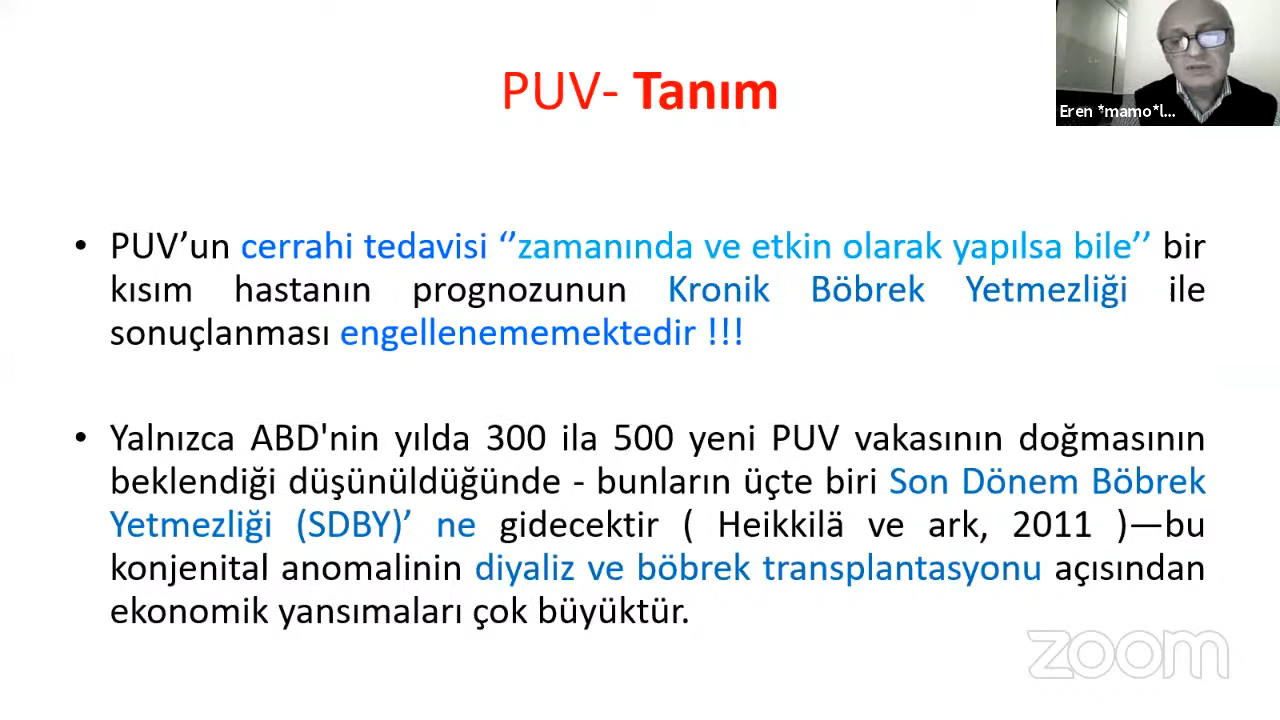 PUV- Tanım
Eren *mamo*l...
• PUV’un cerrahi tedavisi ‘’zamanında ve etkin olarak yapılsa bile’’ bir
kısım hastanın prognozunun Kronik Böbrek Yetmezliği ile
sonuçlanması engellenememektedir !!!
• Yalnızca ABD'nin yılda 300 ila 500 yeni PUV vakasının doğmasının
beklendiği düşünüldüğünde - bunların üçte biri Son Dönem Böbrek
Yetmezliği (SDBY)’ ne gidecektir ( Heikkilä ve ark, 2011 )—bu
konjenital anomalinin diyaliz ve böbrek transplantasyonu açısından
ekonomik yansımaları çok büyüktür.
zoom